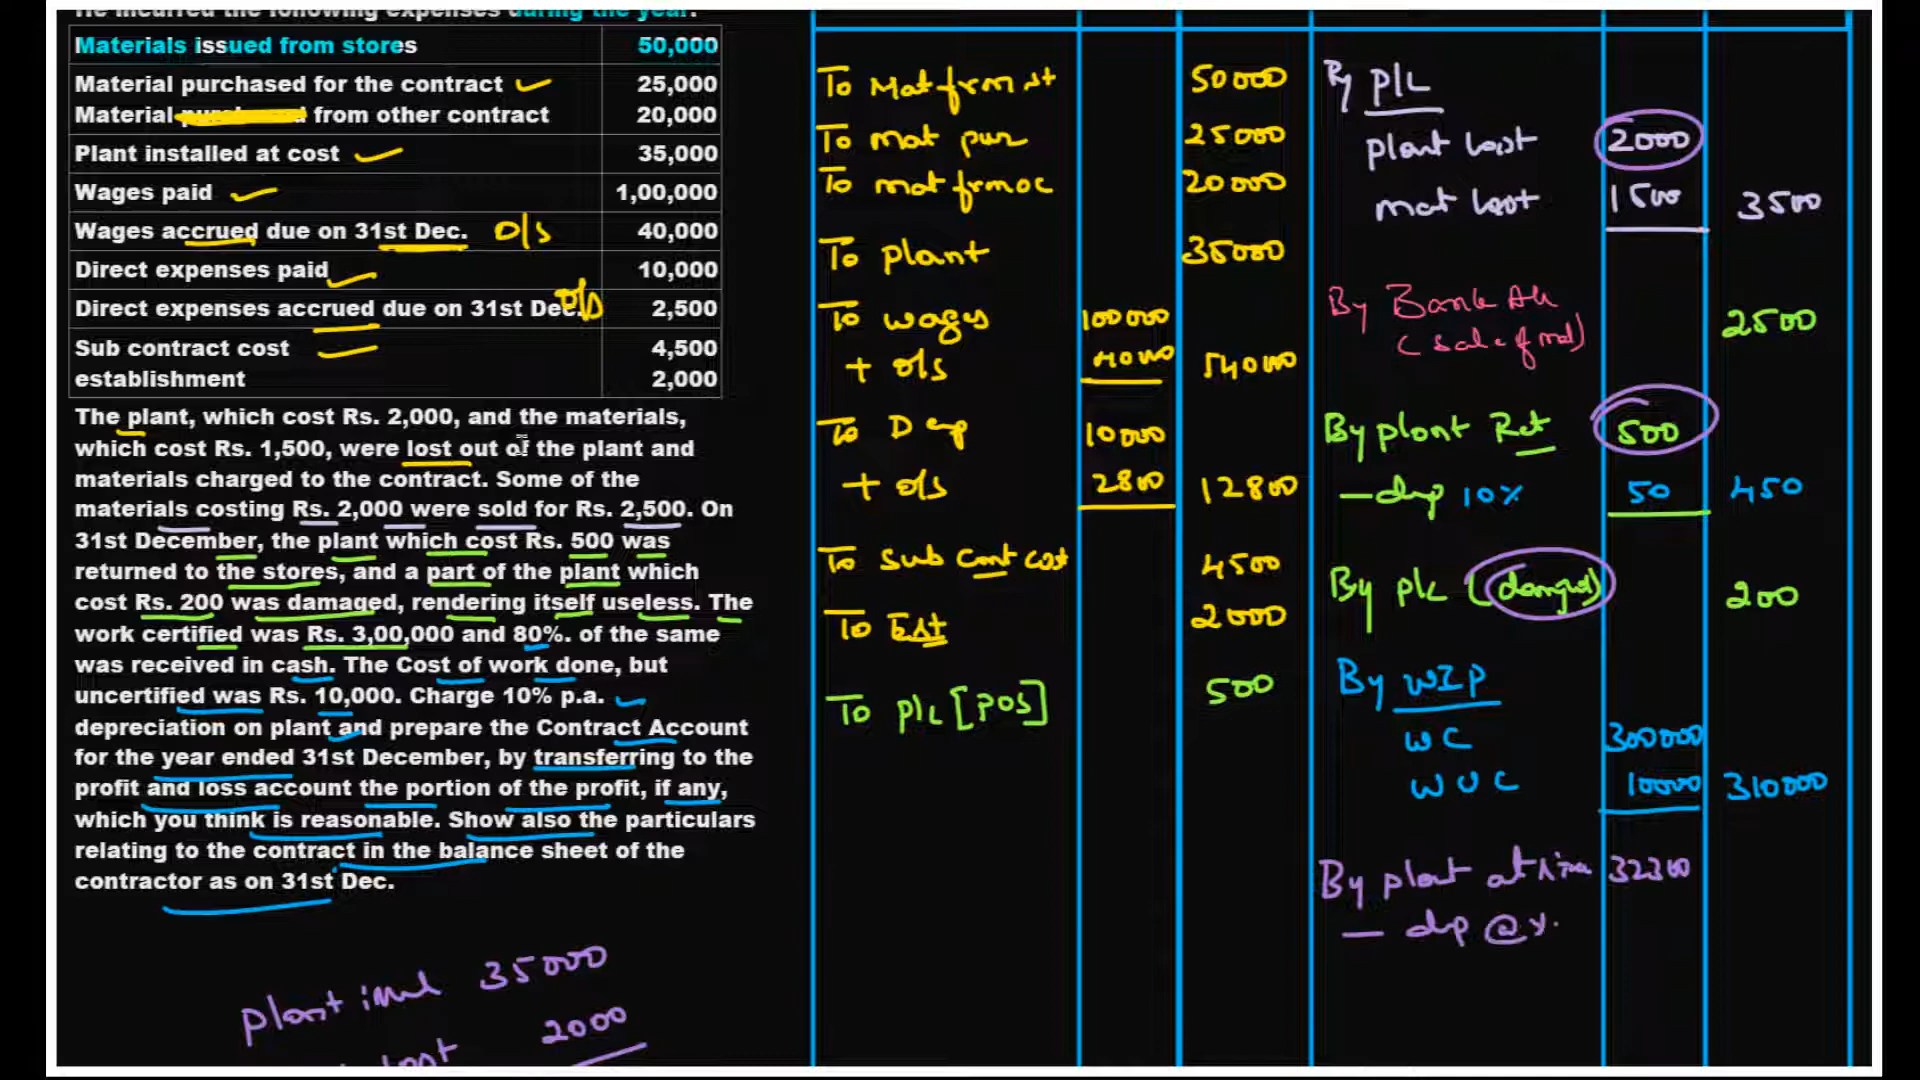 He incurred the following expenses during the year:
Materials issued from stores 50,000
Material purchased for the contract 25,000
Material from other contract 20,000
Plant installed at cost 35,000
Wages paid 1,00,000
Wages accrued due on 31st Dec. O/s 40,000
Direct expenses paid 10,000
Direct expenses accrued due on 31st Dec. o/s 2,500
Sub contract cost 4,500
establishment 2,000
The plant, which cost Rs. 2,000, and the materials,
which cost Rs. 1,500, were lost out of the plant and
materials charged to the contract. Some of the
materials costing Rs. 2,000 were sold for Rs. 2,500. On
31st December, the plant which cost Rs. 500 was
returned to the stores, and a part of the plant which
cost Rs. 200 was damaged, rendering itself useless. The
work certified was Rs. 3,00,000 and 80%. of the same
was received in cash. The Cost of work done, but
uncertified was Rs. 10,000. Charge 10% p.a.
depreciation on plant and prepare the Contract Account
for the year ended 31st December, by transferring to the
profit and loss account the portion of the profit, if any,
which you think is reasonable. Show also the particulars
relating to the contract in the balance sheet of the
contractor as on 31st Dec.
35000
2000
lost
To Mat frm st 50000
To mat pur 25000
To mat frm oc 20000
To plant 35000
To wages 100000
+ o/s
To D exp 10000
+ o/s 2800 12800
To Sub Cont cost 4500
To Est 2000
To P/L [POS] 500
By P/L
plant lost 2000
mat lost 1500 3500
By Bank A/c
(sale of mat) 2500
By plant Ret 500
- dep 10% 50 450
By P/L (damged) 200
By WIP
WC 300000
WUC 10000 310000
By plant at 32300
- dep @